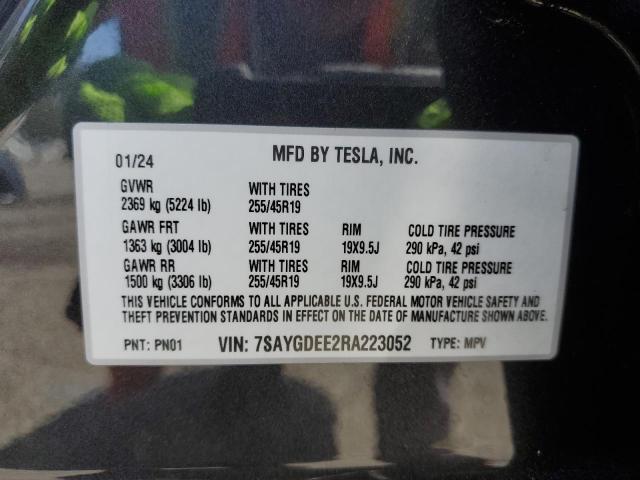 01/24 MFD BY TESLA, INC.
GVWR WITH TIRES
2369 kg (5224 lb) 255/45R19
GAWR FRT WITH TIRES RIM COLD TIRE PRESSURE
1363 kg (3004 lb) 255/45R19 19X9.5J 290 kPa, 42 psi
GAWR RR WITH TIRES RIM COLD TIRE PRESSURE
1500 kg (3306 lb) 255/45R19 19X9.5J 290 kPa, 42 psi
THIS VEHICLE CONFORMS TO ALL APPLICABLE U.S. FEDERAL MOTOR VEHICLE SAFETY AND
THEFT PREVENTION STANDARDS IN EFFECT ON THE DATE OF MANUFACTURE SHOWN ABOVE.
PNT: PN01 VIN: 7SAYGDEE2RA223052 TYPE: MPV